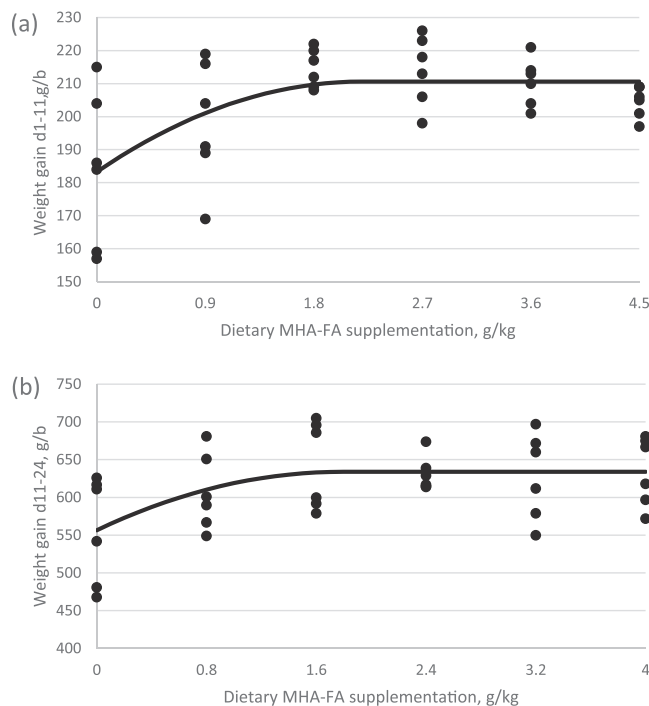 (a)
Weight gain d1-11,g/b
230
220
210
200
190
180
170
160
150
0 0.9 1.8 2.7 3.6 4.5
Dietary MHA-FA supplementation, g/kg
(b)
Weight gain d11-24, g/b
750
700
650
600
550
500
450
400
0 0.8 1.6 2.4 3.2 4
Dietary MHA-FA supplementation, g/kg